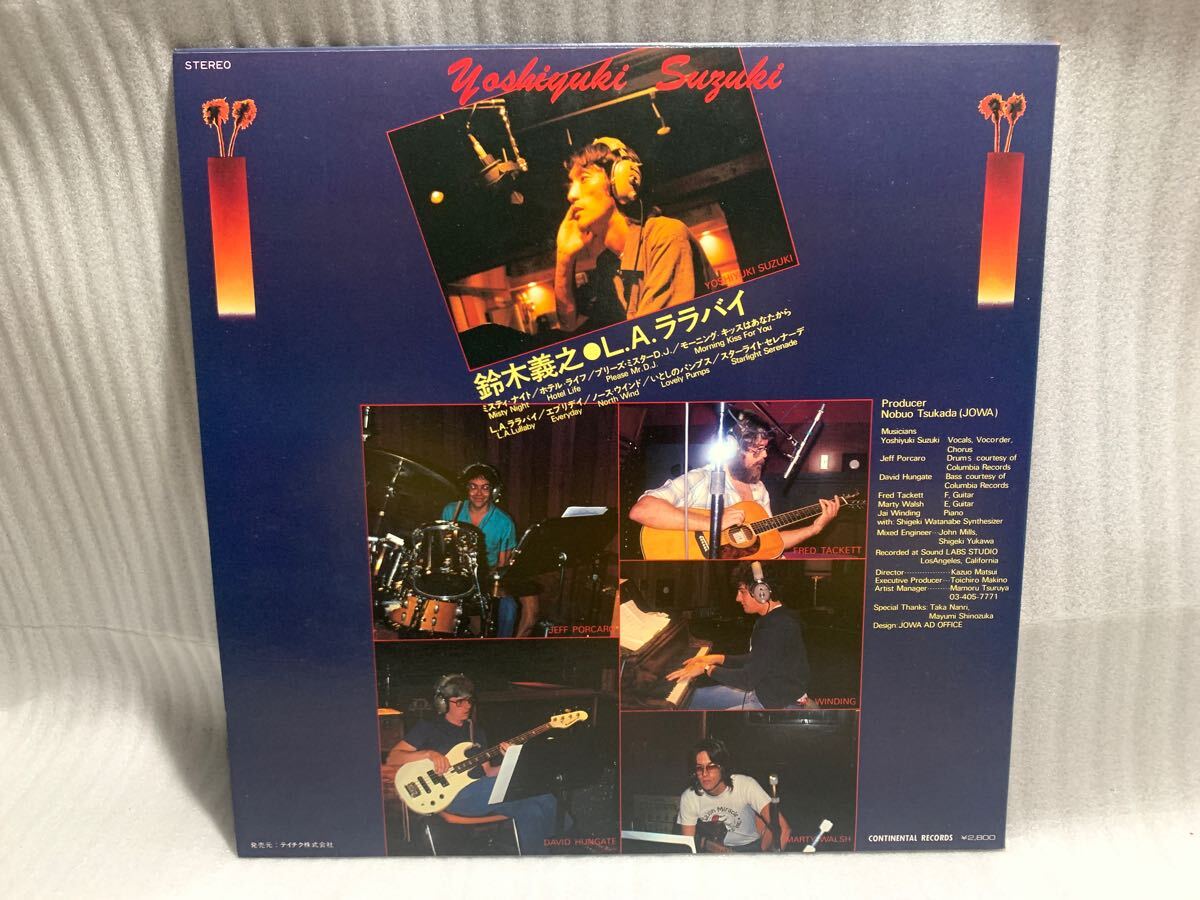 STEREO
Yoshiyuki Suzuki
YOSHIYUKI SUZUKI
鈴木義之●L.A.ララバイ
ミスティ・ナイト/ホテル・ライフ/プリーズ・ミスターD.J./モーニング・キッスはあなたから
Misty Night Hotel Life Please Mr. D.J. Morning Kiss For You
L.A.ララバイ/エブリデイ/ノース・ウインド/いとしのパンプス/スターライト・セレナーデ
L.A.Lullaby Everyday North Wind Lovely Pumps Starlight Serenade
Producer
Nobuo Tsukada (JOWA)
Musicians
Yoshiyuki Suzuki Vocals, Vocorder,
Chorus
Jeff Porcaro Drums courtesy of
Columbia Records
David Hungate Bass courtesy of
Columbia Records
Fred Tackett F, Guitar
Marty Walsh E, Guitar
Jai Winding Piano
with: Shigeki Watanabe Synthesizer
Mixed Engineer···John Mills,
Shigeki Yukawa
Recorded at Sound LABS STUDIO
LosAngeles, California
Director·················Kazuo Matsui
Executive Producer···Toichiro Makino
Artist Manager·········Mamoru Tsuruya
03-405-7771
Special Thanks: Taka Nanri,
Mayumi Shinozuka
Design: JOWA AD OFFICE
JEFF PORCARO
FRED TACKETT
WINDING
DAVID HUNGATE
Miracle
MARTY WALSH
発売元:テイチク株式会社
CONTINENTAL RECORDS ¥2,800